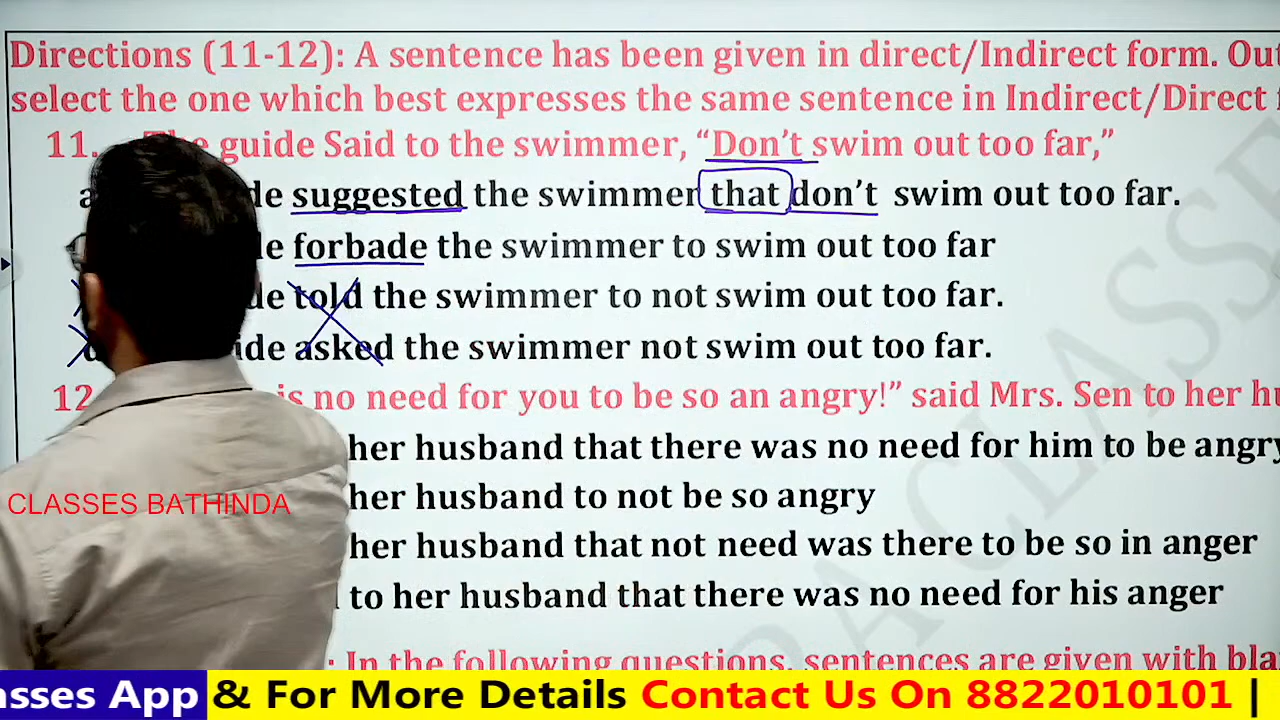 Directions (11-12): A sentence has been given in direct/Indirect form. Out
select the one which best expresses the same sentence in Indirect/Direct
11. guide Said to the swimmer, “Don’t swim out too far,”
suggested the swimmer that don’t swim out too far.
forbade the swimmer to swim out too far
told the swimmer to not swim out too far.
asked the swimmer not swim out too far.
12 is no need for you to be so an angry!” said Mrs. Sen to her
her husband that there was no need for him to be angry
her husband to not be so angry
CLASSES BATHINDA
her husband that not need was there to be so in anger
to her husband that there was no need for his anger
: In the following questions, sentences are given with
asses App & For More Details Contact Us On 8822010101 |